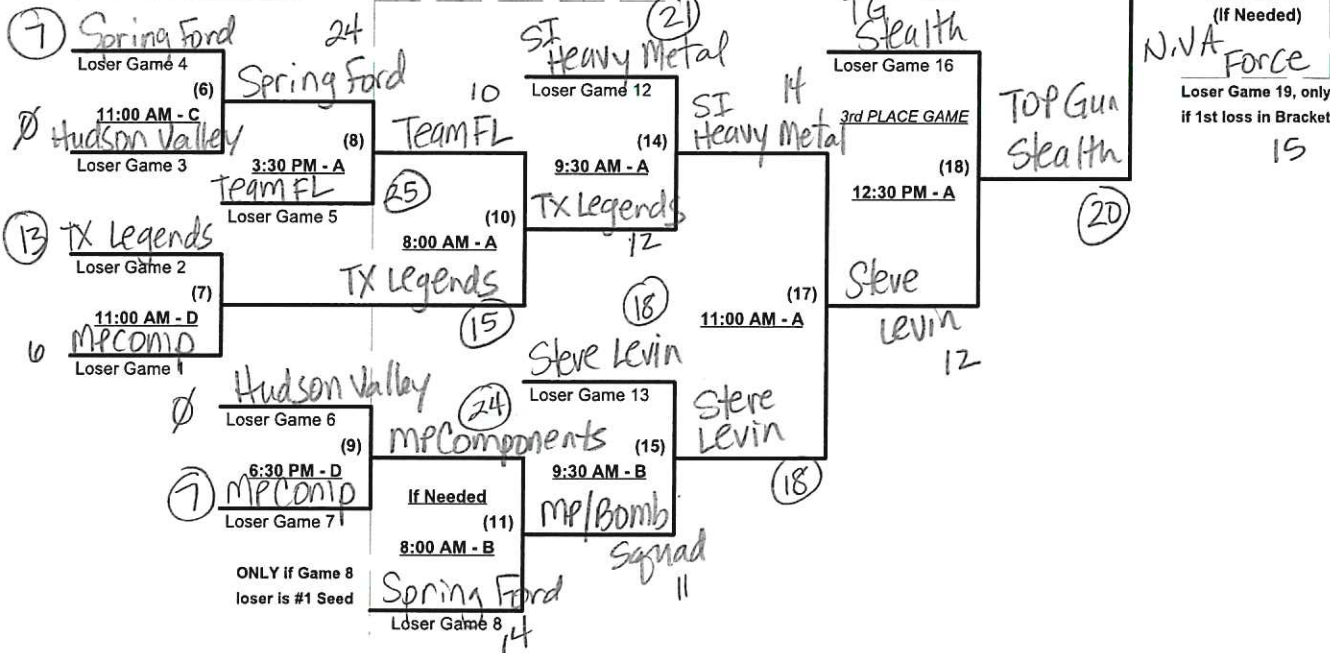 7
Spring Ford
Loser Game 4
(6)
11:00 AM - C
Ø
Hudson Valley
Loser Game 3
13
TX Legends
Loser Game 2
(7)
11:00 AM - D
6
MPComp
Loser Game 1
24
Spring Ford
(8)
3:30 PM - A
Team FL
Loser Game 5
25
Ø
Hudson Valley
Loser Game 6
(9)
6:30 PM - D
7
MPComp
Loser Game 7
ONLY if Game 8
loser is #1 Seed
10
Team FL
(10)
8:00 AM - A
TX Legends
15
24
MPComponents
If Needed
(11)
8:00 AM - B
Spring Ford
Loser Game 8
14
21
SI
Heavy Metal
Loser Game 12
(14)
9:30 AM - A
TX Legends
12
18
Steve Levin
Loser Game 13
(15)
9:30 AM - B
MP/Bomb
Squad
11
14
SI
Heavy Metal
(17)
11:00 AM - A
Steve
Levin
18
TG
Stealth
Loser Game 16
3rd PLACE GAME
(18)
12:30 PM - A
Steve
Levin
12
TOP Gun
Stealth
20
(If Needed)
N.VA
Force
Loser Game 19, only
if 1st loss in Bracket
15